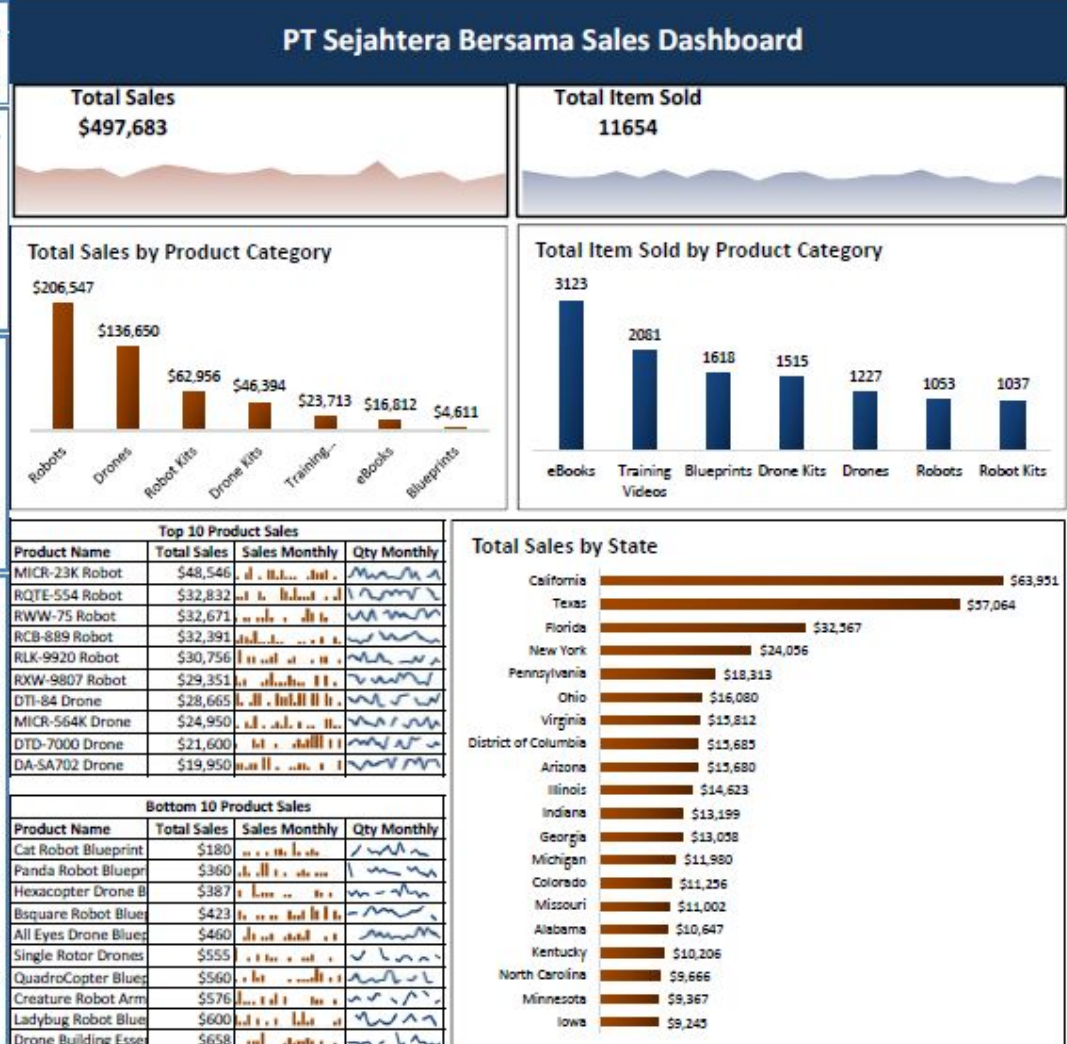 PT Sejahtera Bersama Sales Dashboard
Total Sales
$497,683
Total Item Sold
11654
Total Sales by Product Category
$206,547
$136,650
$62,956
$46,394
$23,713
$16,812
$4,611
Robots
Drones
Robot Kits
Drone Kits
Training...
eBooks
Blueprints
Total Item Sold by Product Category
3123
2081
1618
1515
1227
1053
1037
eBooks
Training Videos
Blueprints
Drone Kits
Drones
Robots
Robot Kits
Top 10 Product Sales
Product Name Total Sales Sales Monthly Qty Monthly
MICR-23K Robot $48,546
RQTE-554 Robot $32,832
RWW-75 Robot $32,671
RCB-889 Robot $32,391
RLK-9920 Robot $30,756
RXW-9807 Robot $29,351
DTI-84 Drone $28,665
MICR-564K Drone $24,950
DTD-7000 Drone $21,600
DA-SA702 Drone $19,950
Bottom 10 Product Sales
Product Name Total Sales Sales Monthly Qty Monthly
Cat Robot Blueprint $180
Panda Robot Bluepr $360
Hexacopter Drone B $387
Bsquare Robot Blue $423
All Eyes Drone Bluep $460
Single Rotor Drones $555
QuadroCopter Bluep $560
Creature Robot Arm $576
Ladybug Robot Blue $600
Drone Building Esse $658
Total Sales by State
California $63,951
Texas $57,064
Florida $32,567
New York $24,056
Pennsylvania $18,313
Ohio $16,080
Virginia $15,812
District of Columbia $15,685
Arizona $15,680
Illinois $14,623
Indiana $13,199
Georgia $13,058
Michigan $11,980
Colorado $11,256
Missouri $11,002
Alabama $10,647
Kentucky $10,206
North Carolina $9,666
Minnesota $9,367
Iowa $9,245